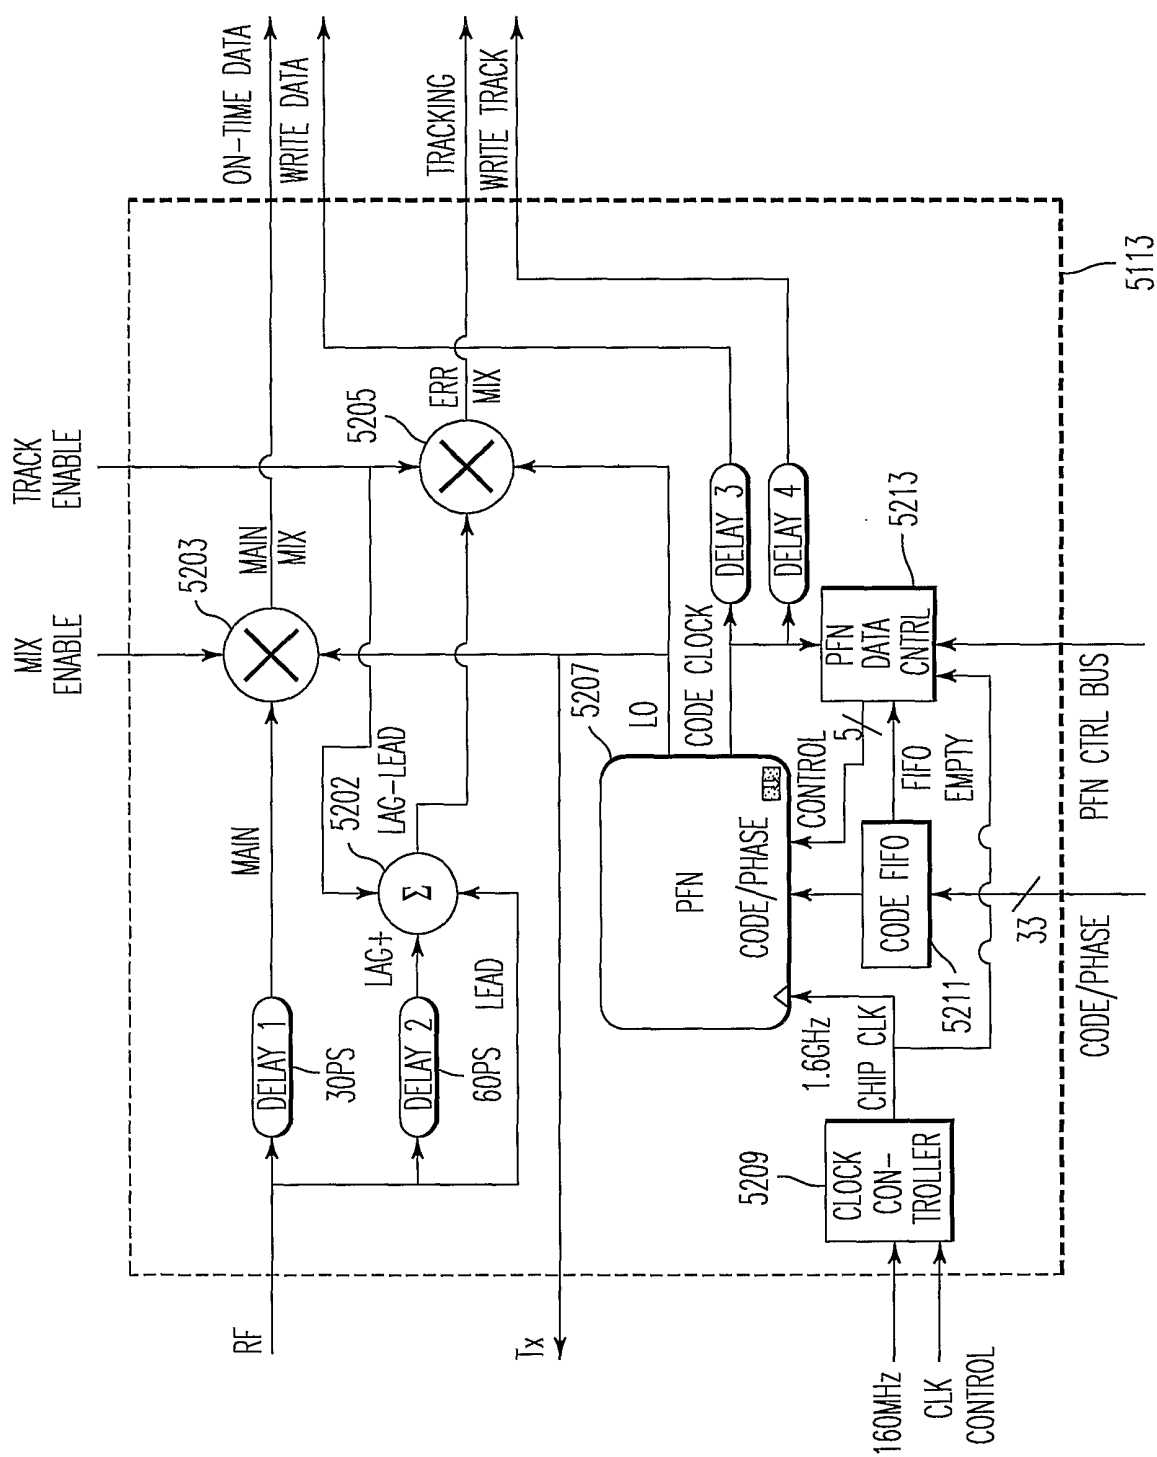 TRACK
ENABLE
MIX
ENABLE
ON-TIME DATA
WRITE DATA
TRACKING
WRITE TRACK
RF
DELAY 1
30PS
MAIN
5203
MAIN
MIX
DELAY 2
60PS
LAG+
LEAD
5202
Σ
LAG-LEAD
5205
ERR
MIX
Tx
5207
LO
PFN
CODE/PHASE
CODE CLOCK
DELAY 3
DELAY 4
5209
CLOCK
CON-
TROLLER
1.6GHz
CHIP CLK
CONTROL
5
PFN
DATA
CNTRL
5213
CODE FIFO
5211
FIFO
EMPTY
33
160MHz
CLK
CONTROL
CODE/PHASE
PFN CTRL BUS
5113